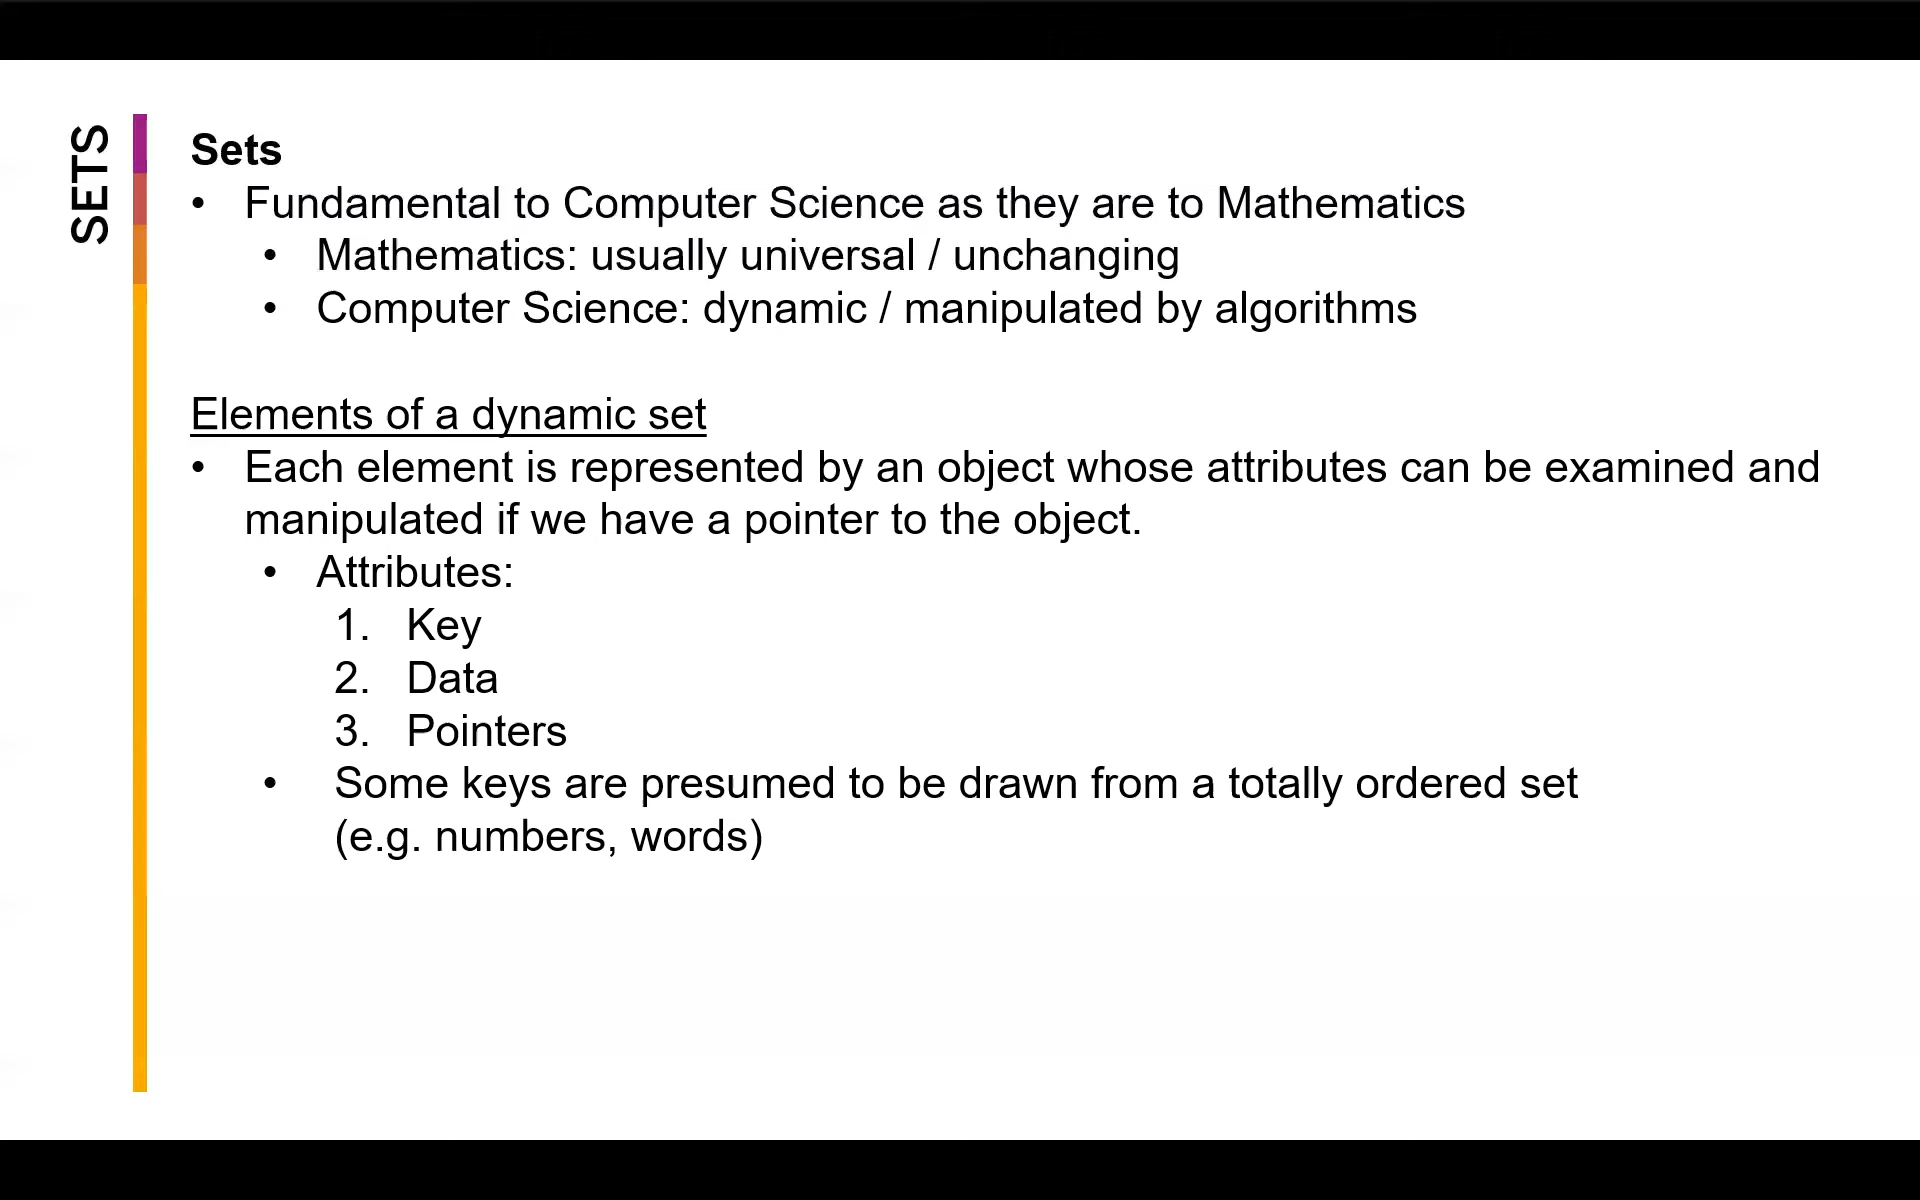 SETS
Sets
• Fundamental to Computer Science as they are to Mathematics
• Mathematics: usually universal / unchanging
• Computer Science: dynamic / manipulated by algorithms
Elements of a dynamic set
• Each element is represented by an object whose attributes can be examined and
manipulated if we have a pointer to the object.
• Attributes:
1. Key
2. Data
3. Pointers
• Some keys are presumed to be drawn from a totally ordered set
(e.g. numbers, words)